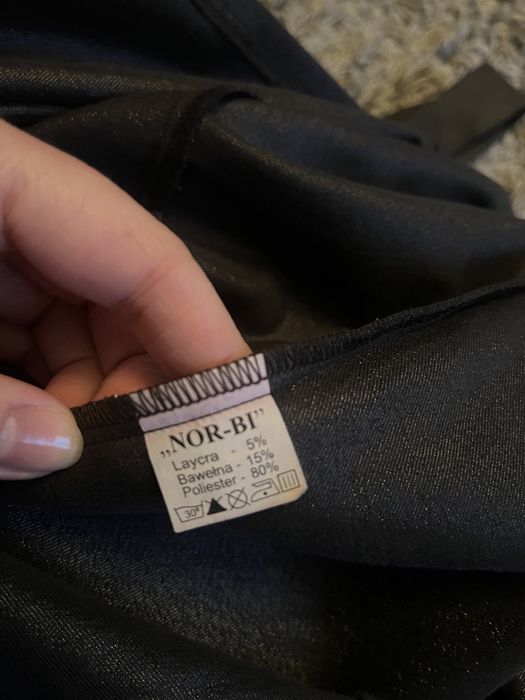 „NOR-BI”
Laycra - 5%
Bawełna - 15%
Poliester - 80%
30°